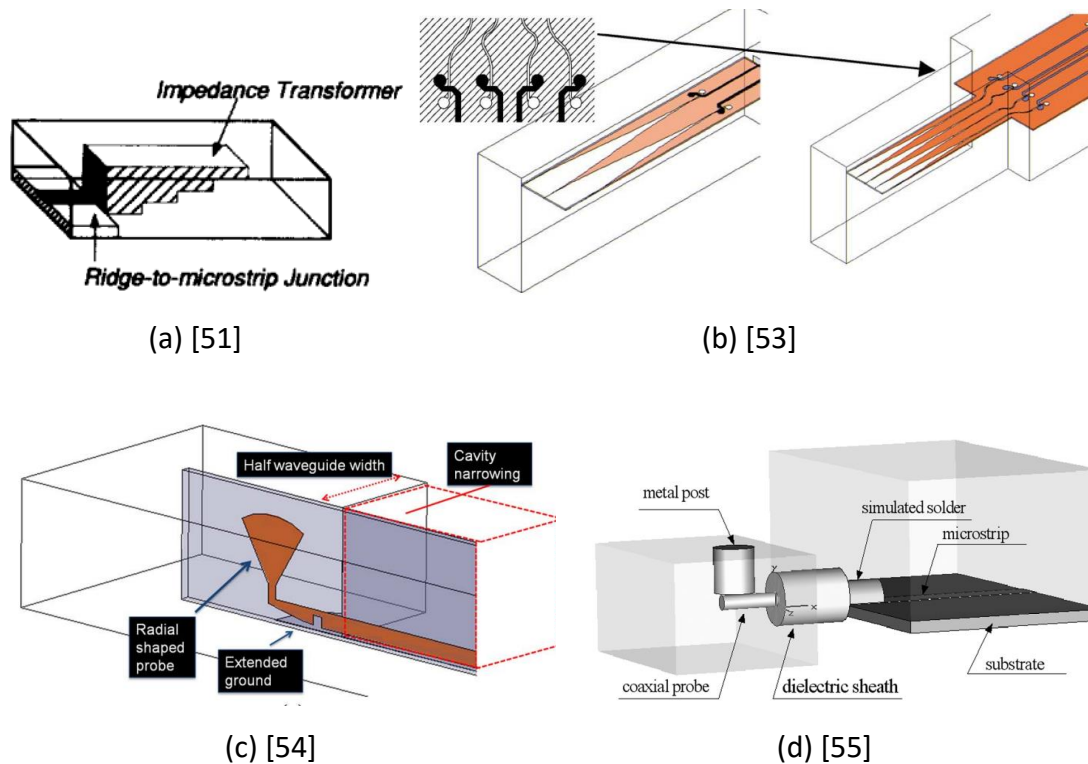 Impedance Transformer
Ridge-to-microstrip Junction
(a) [51]
(b) [53]
Half waveguide width
Cavity
narrowing
Radial
shaped
probe
Extended
ground
(c) [54]
metal post
simulated solder
microstrip
y
z
x
substrate
coaxial probe
dielectric sheath
(d) [55]